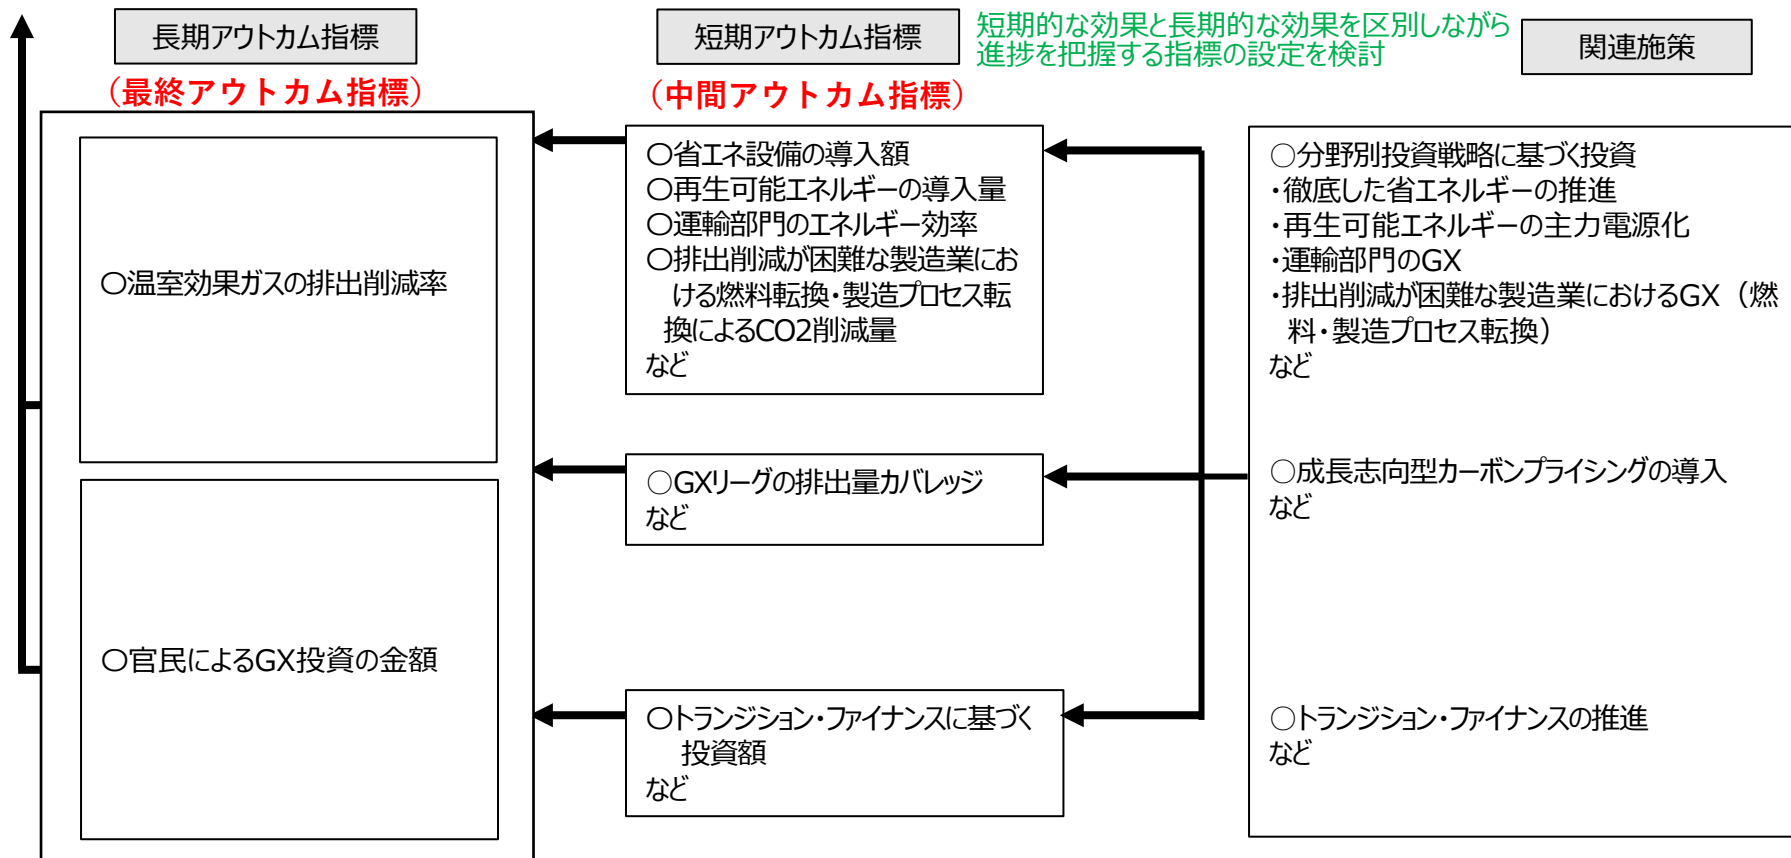 長期アウトカム指標
(最終アウトカム指標)
〇温室効果ガスの排出削減率
〇官民によるGX投資の金額
短期アウトカム指標
(中間アウトカム指標)
短期的な効果と長期的な効果を区別しながら
進捗を把握する指標の設定を検討
〇省エネ設備の導入額
〇再生可能エネルギーの導入量
〇運輸部門のエネルギー効率
〇排出削減が困難な製造業にお
ける燃料転換・製造プロセス転
換によるCO2削減量
など
○GXリーグの排出量カバレッジ
など
〇トランジション・ファイナンスに基づく
投資額
など
関連施策
○分野別投資戦略に基づく投資
・徹底した省エネルギーの推進
・再生可能エネルギーの主力電源化
・運輸部門のGX
・排出削減が困難な製造業におけるGX（燃
料・製造プロセス転換）
など
○成長志向型カーボンプライシングの導入
など
○トランジション・ファイナンスの推進
など